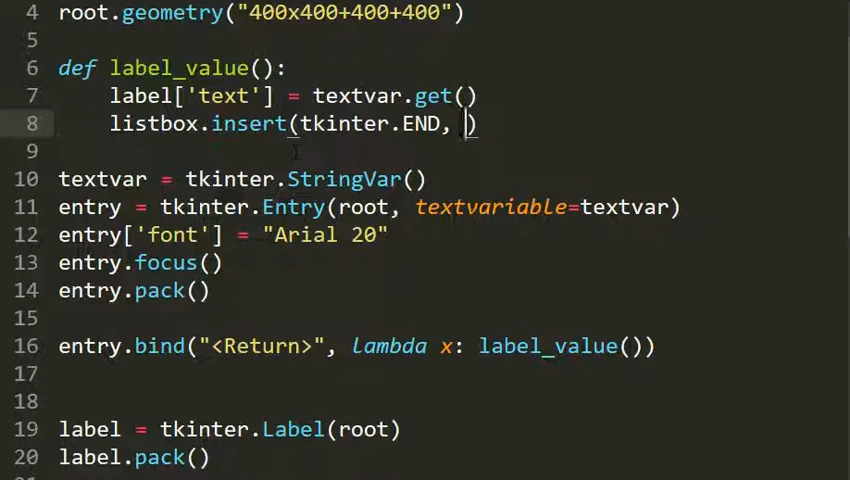 4 root.geometry("400x400+400+400")
5
6 def label_value():
7     label['text'] = textvar.get()
8     listbox.insert(tkinter.END, )
9
10 textvar = tkinter.StringVar()
11 entry = tkinter.Entry(root, textvariable=textvar)
12 entry['font'] = "Arial 20"
13 entry.focus()
14 entry.pack()
15
16 entry.bind("<Return>", lambda x: label_value())
17
18
19 label = tkinter.Label(root)
20 label.pack()